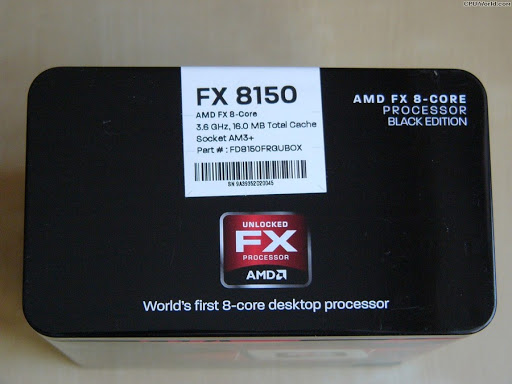 CPU-World.com
FX 8150
AMD FX 8-Core
3.6 GHz, 16.0 MB Total Cache
Socket AM3+
Part # : FD8150FRGUBOX
SN 9A39352D20045
AMD FX 8-CORE
PROCESSOR
BLACK EDITION
UNLOCKED
FX
PROCESSOR
AMD
World's first 8-core desktop processor